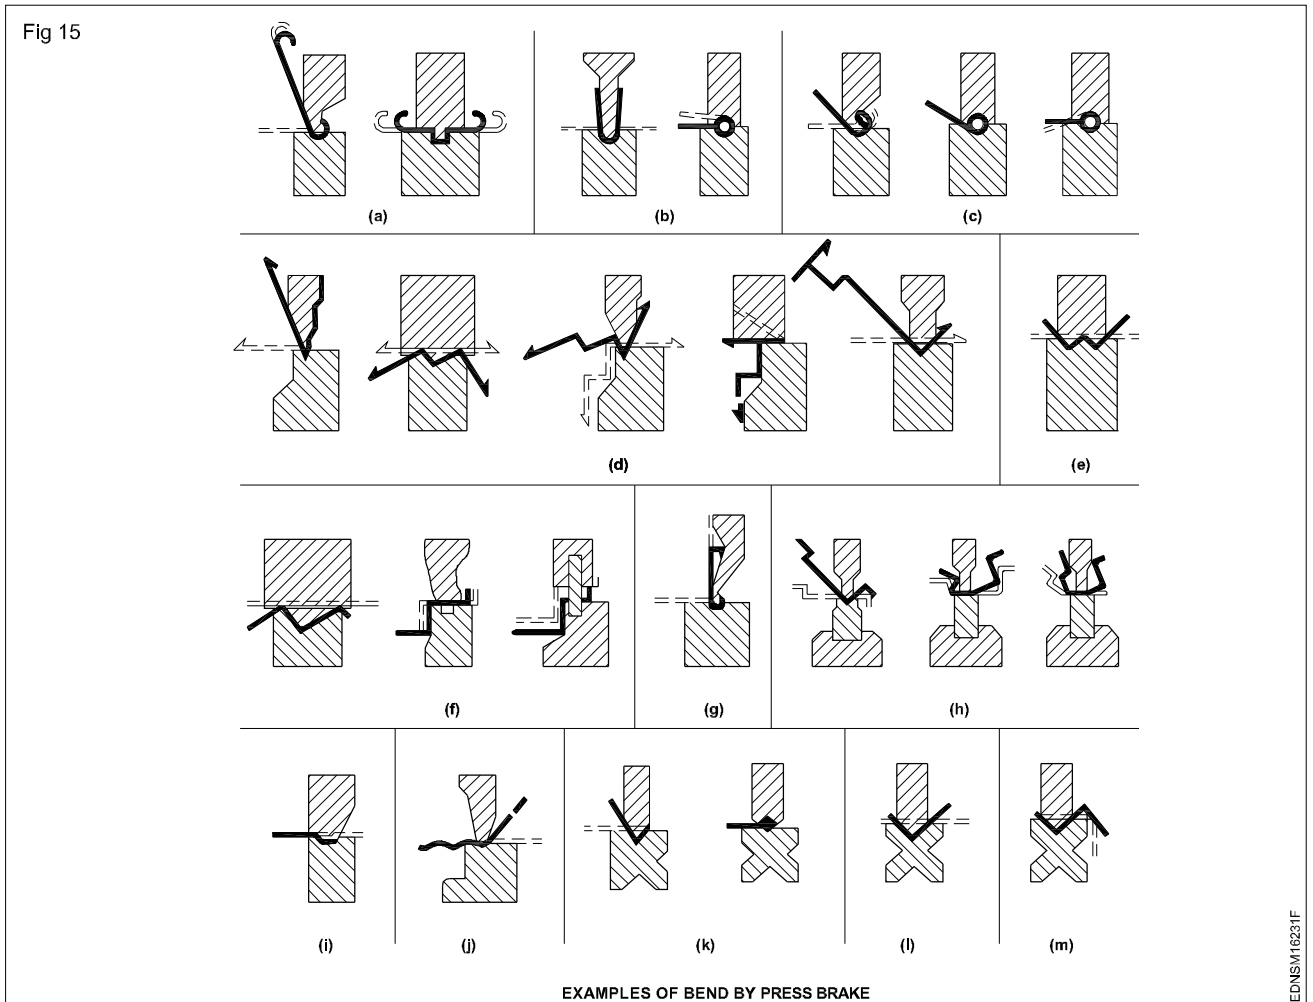 Fig 15
(a)
(b)
(c)
(d)
(e)
(f)
(g)
(h)
(i)
(j)
(k)
(l)
(m)
EXAMPLES OF BEND BY PRESS BRAKE
EDNSM16231F